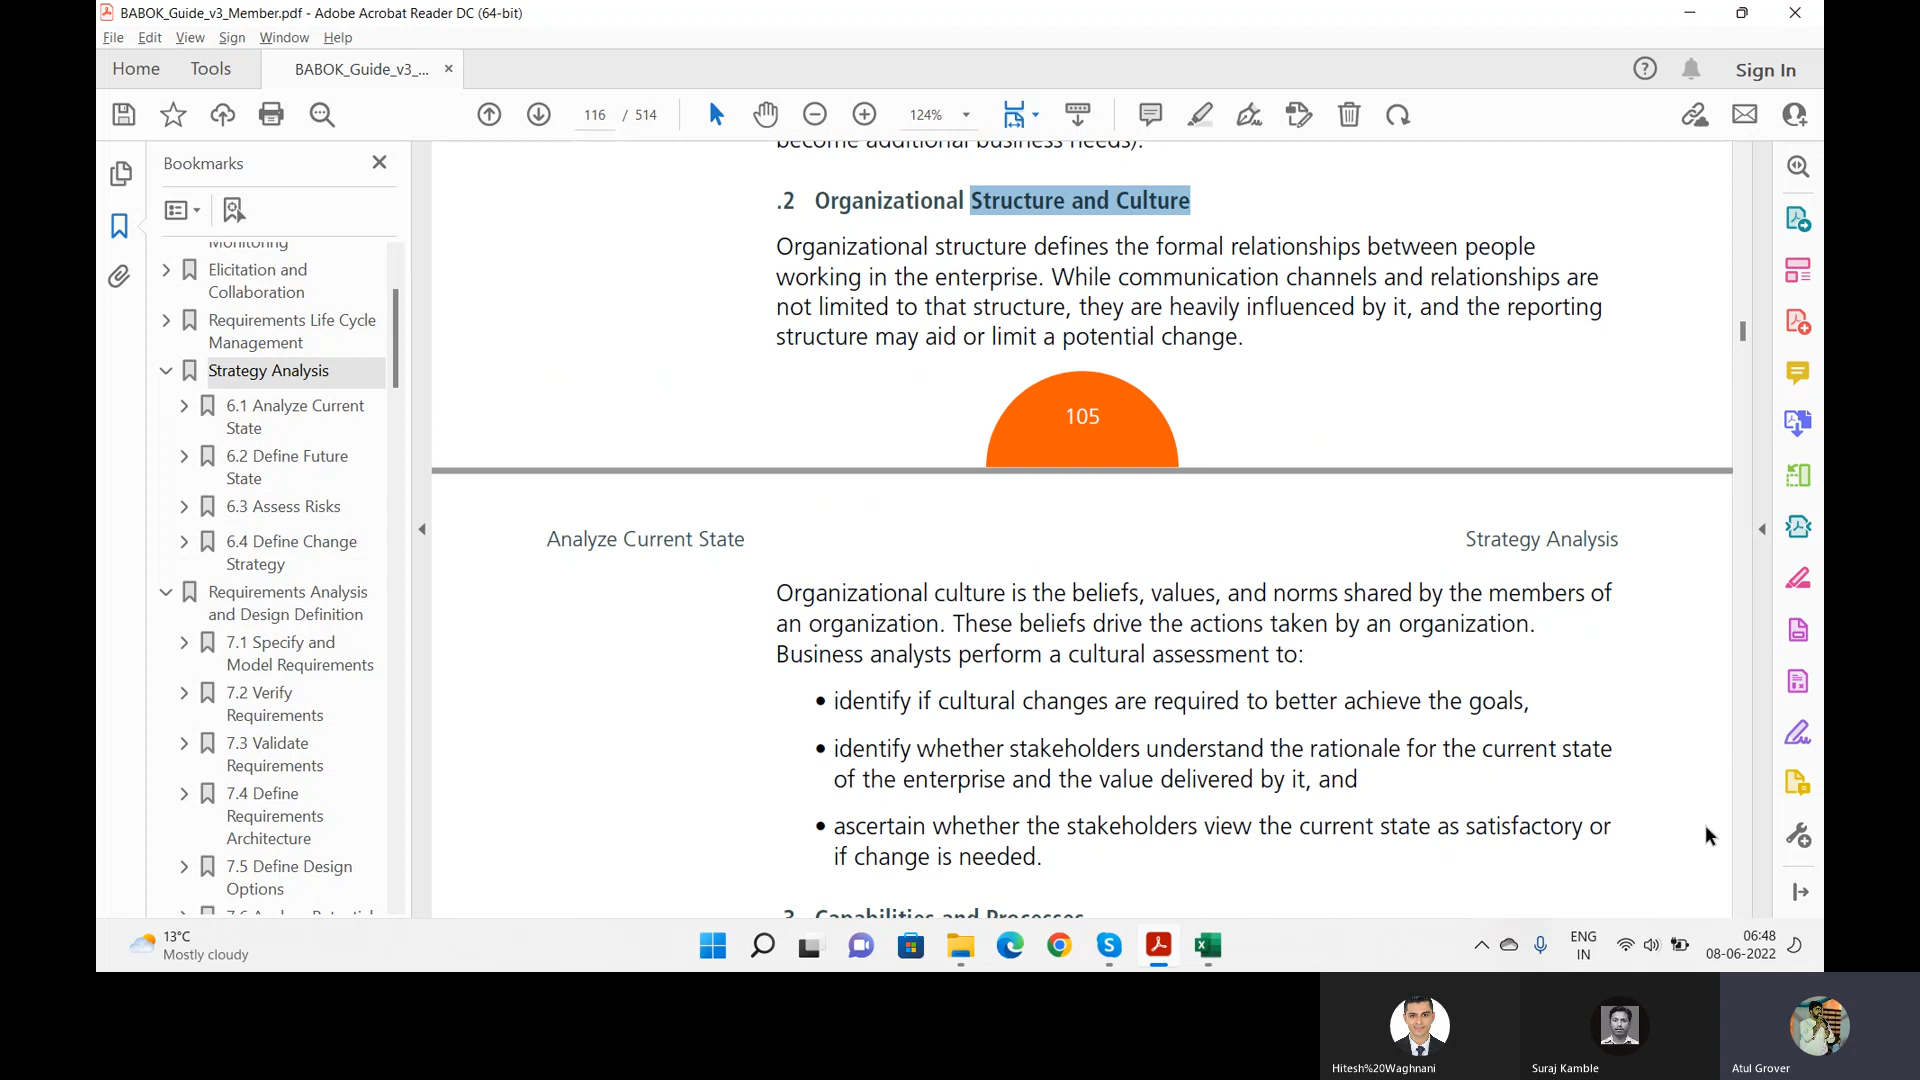 BABOK_Guide_v3_Member.pdf - Adobe Acrobat Reader DC (64-bit)
File Edit View Sign Window Help
Home Tools BABOK_Guide_v3_... × Sign In
116 / 514 124%
Bookmarks
Monitoring
Elicitation and
Collaboration
Requirements Life Cycle
Management
Strategy Analysis
6.1 Analyze Current
State
6.2 Define Future
State
6.3 Assess Risks
6.4 Define Change
Strategy
Requirements Analysis
and Design Definition
7.1 Specify and
Model Requirements
7.2 Verify
Requirements
7.3 Validate
Requirements
7.4 Define
Requirements
Architecture
7.5 Define Design
Options
become additional business needs).
.2 Organizational Structure and Culture
Organizational structure defines the formal relationships between people
working in the enterprise. While communication channels and relationships are
not limited to that structure, they are heavily influenced by it, and the reporting
structure may aid or limit a potential change.
105
Analyze Current State Strategy Analysis
Organizational culture is the beliefs, values, and norms shared by the members of
an organization. These beliefs drive the actions taken by an organization.
Business analysts perform a cultural assessment to:
• identify if cultural changes are required to better achieve the goals,
• identify whether stakeholders understand the rationale for the current state
of the enterprise and the value delivered by it, and
• ascertain whether the stakeholders view the current state as satisfactory or
if change is needed.
.3 Capabilities and Processes
13°C
Mostly cloudy
ENG
IN
06:48
08-06-2022
Hitesh%20Waghnani
Suraj Kamble
Atul Grover